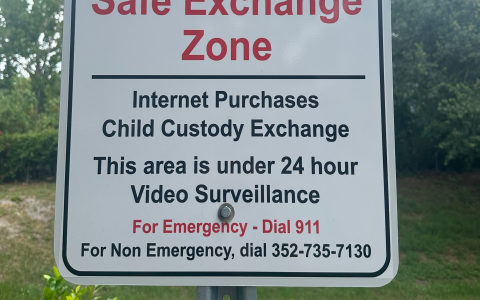 Safe Exchange
Zone
Internet Purchases
Child Custody Exchange
This area is under 24 hour
Video Surveillance
For Emergency - Dial 911
For Non Emergency, dial 352-735-7130